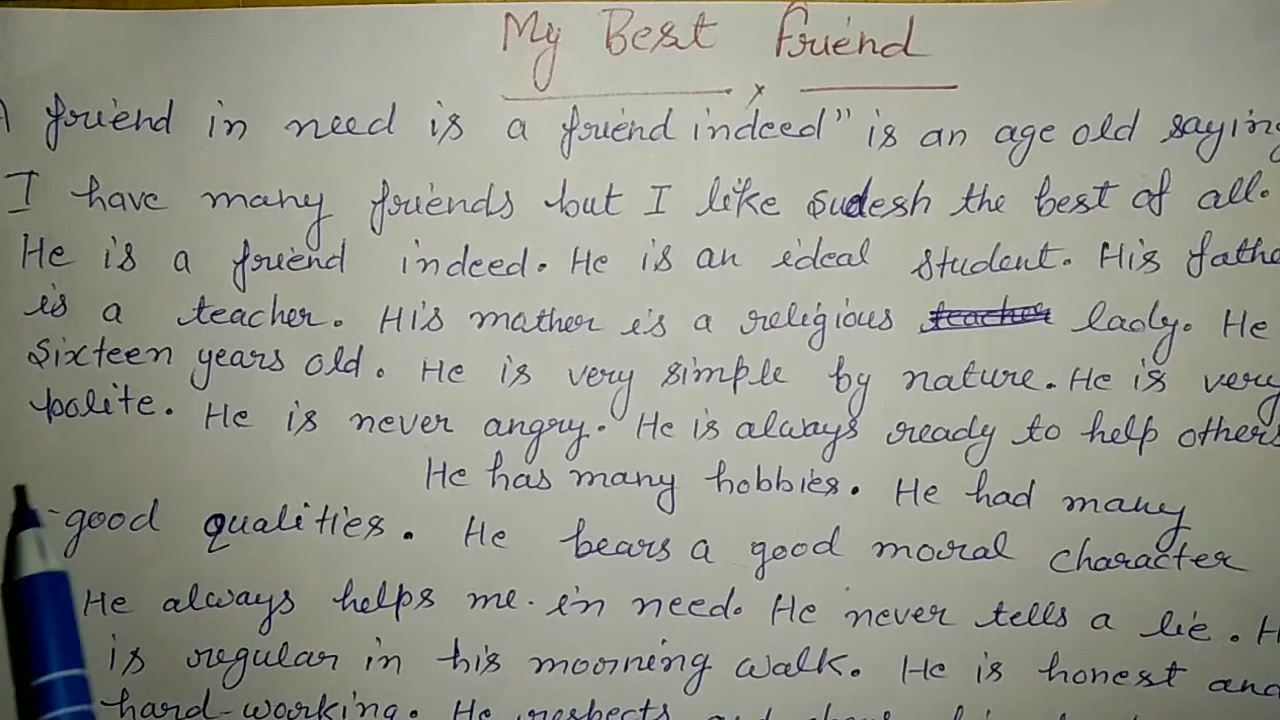 My Best Friend
A friend in need is a friend indeed" is an age old saying
I have many friends but I like Sudesh the best of all.
He is a friend indeed. He is an ideal student. His fathe
is a teacher. His mather is a religious teacher lady. He
Sixteen years old. He is very simple by nature. He is very
polite. He is never angry. He is always ready to help others
He has many hobbies. He had many
good qualities. He bears a good moral character
He always helps me. in need. He never tells a lie. H
is regular in his morning walk. He is honest and
hard-working. He respects and